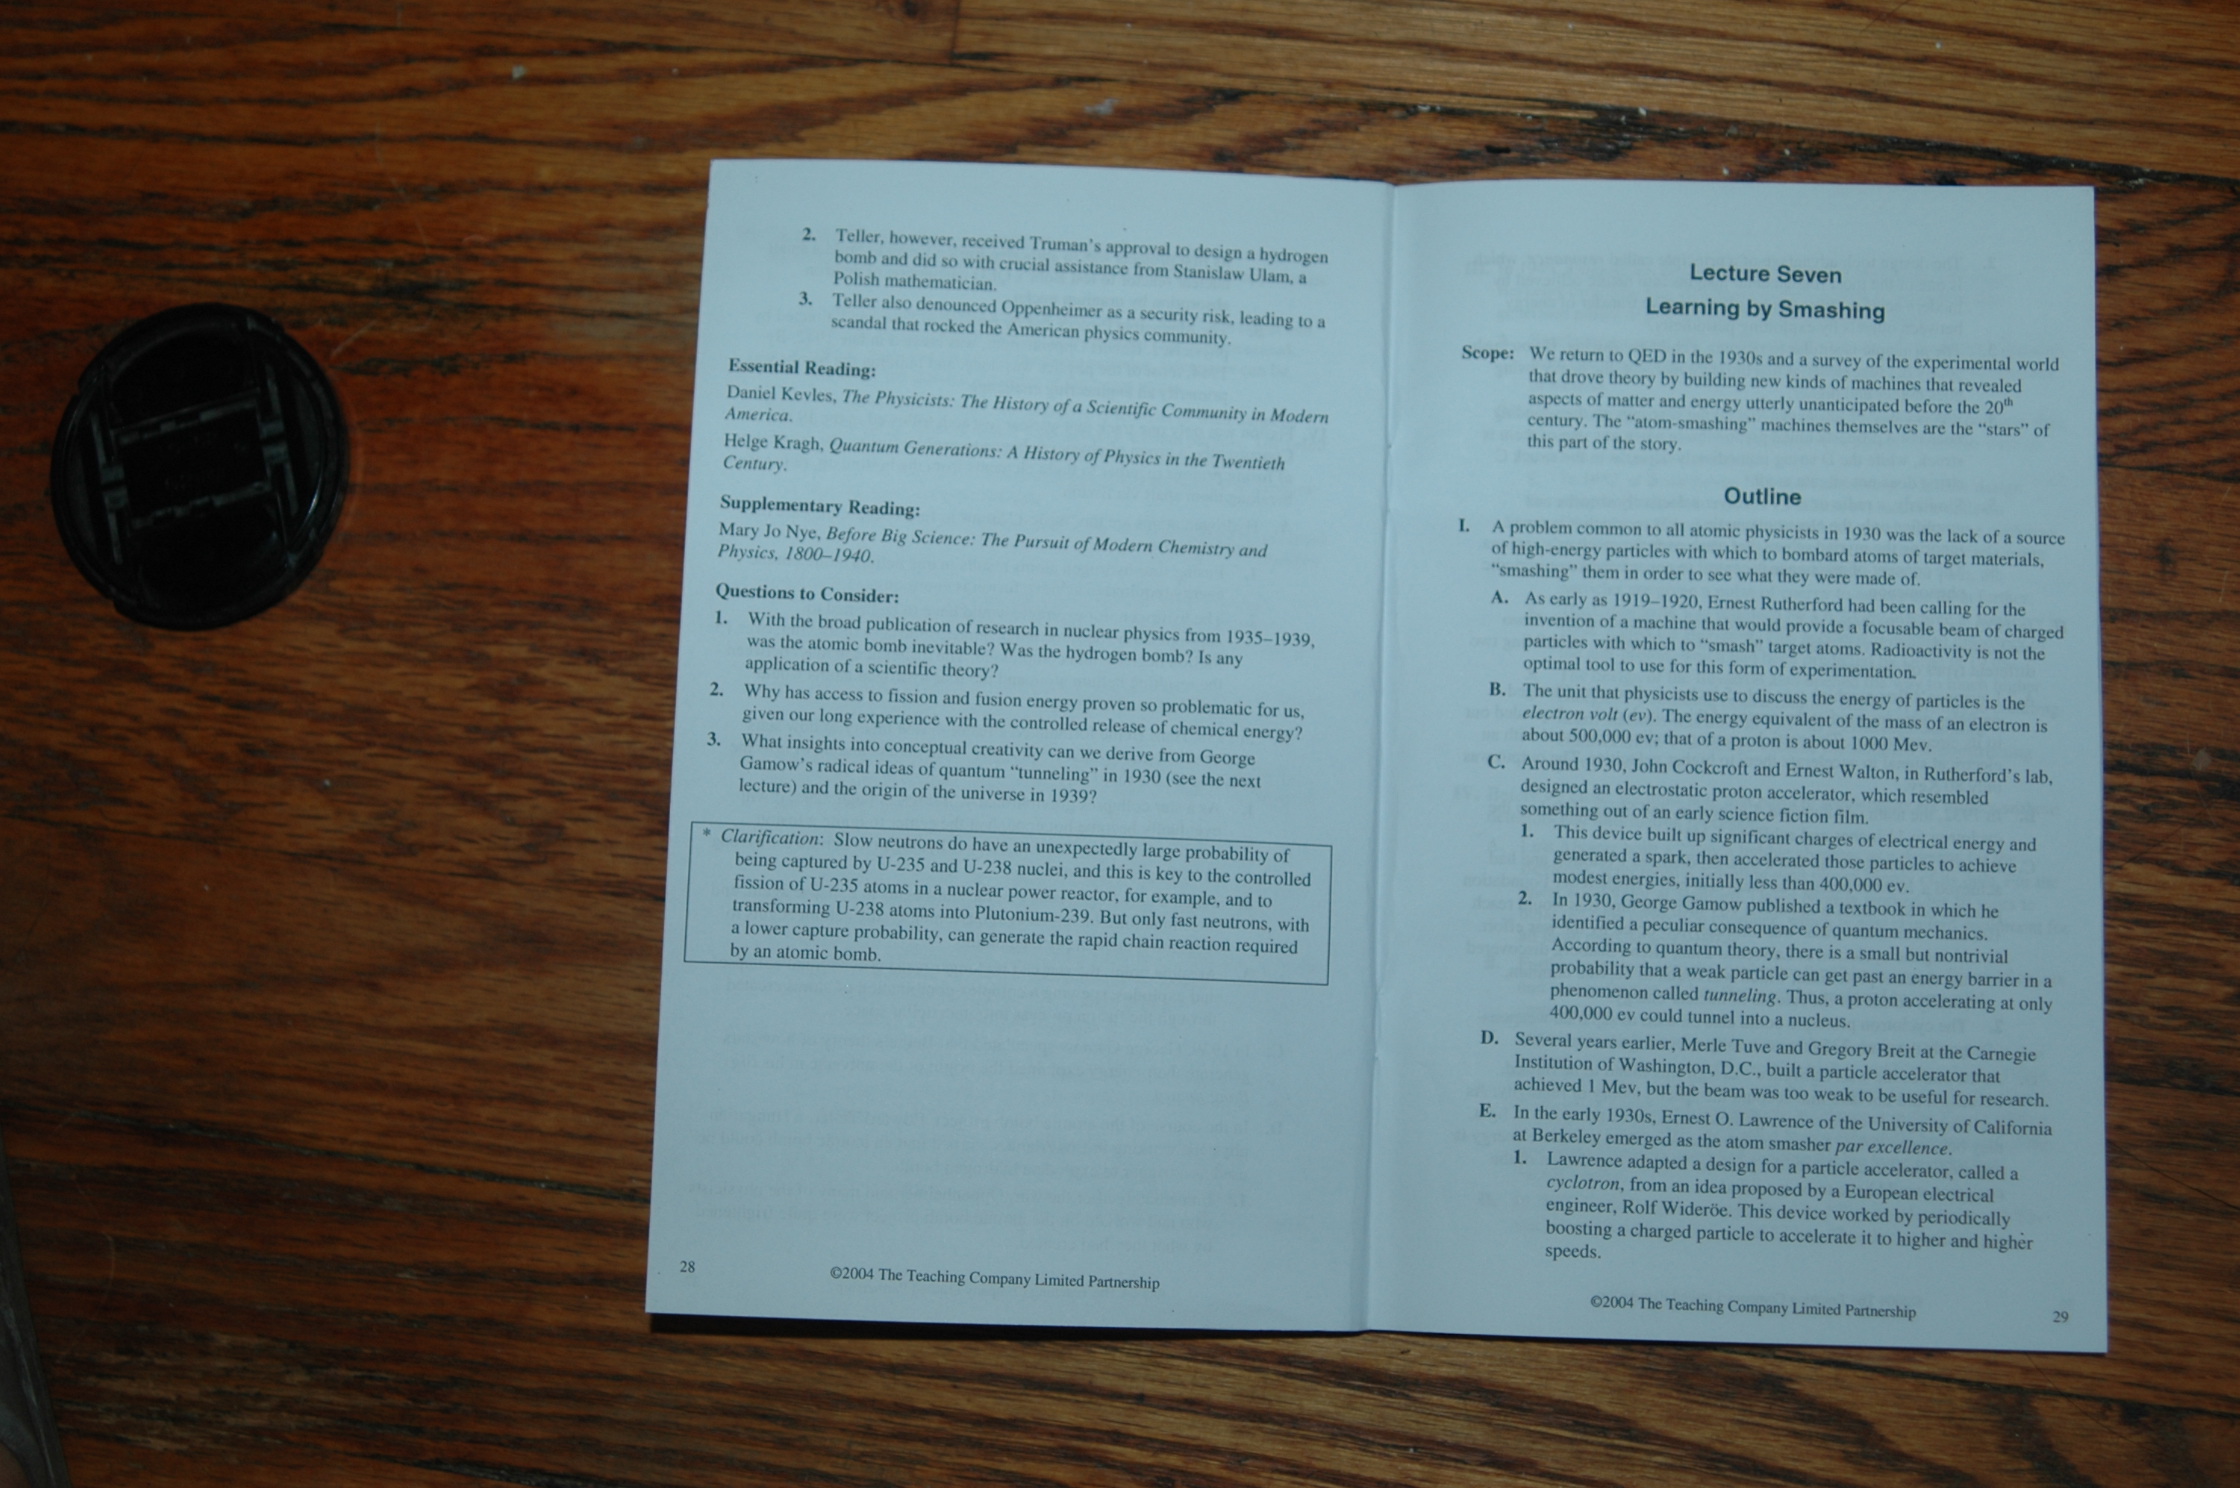 2. Teller, however, received Truman's approval to design a hydrogen
bomb and did so with crucial assistance from Stanislaw Ulam, a
Polish mathematician.
3. Teller also denounced Oppenheimer as a security risk, leading to a
scandal that rocked the American physics community.
Essential Reading:
Daniel Kevles, The Physicists: The History of a Scientific Community in Modern
America.
Helge Kragh, Quantum Generations: A History of Physics in the Twentieth
Century.
Supplementary Reading:
Mary Jo Nye, Before Big Science: The Pursuit of Modern Chemistry and
Physics, 1800–1940.
Questions to Consider:
1. With the broad publication of research in nuclear physics from 1935–1939,
was the atomic bomb inevitable? Was the hydrogen bomb? Is any
application of a scientific theory?
2. Why has access to fission and fusion energy proven so problematic for us,
given our long experience with the controlled release of chemical energy?
3. What insights into conceptual creativity can we derive from George
Gamow's radical ideas of quantum "tunneling" in 1930 (see the next
lecture) and the origin of the universe in 1939?
* Clarification: Slow neutrons do have an unexpectedly large probability of
being captured by U-235 and U-238 nuclei, and this is key to the controlled
fission of U-235 atoms in a nuclear power reactor, for example, and to
transforming U-238 atoms into Plutonium-239. But only fast neutrons, with
a lower capture probability, can generate the rapid chain reaction required
by an atomic bomb.
28
©2004 The Teaching Company Limited Partnership
Lecture Seven
Learning by Smashing
Scope: We return to QED in the 1930s and a survey of the experimental world
that drove theory by building new kinds of machines that revealed
aspects of matter and energy utterly unanticipated before the 20th
century. The "atom-smashing" machines themselves are the "stars" of
this part of the story.
Outline
I. A problem common to all atomic physicists in 1930 was the lack of a source
of high-energy particles with which to bombard atoms of target materials,
"smashing" them in order to see what they were made of.
A. As early as 1919–1920, Ernest Rutherford had been calling for the
invention of a machine that would provide a focusable beam of charged
particles with which to "smash" target atoms. Radioactivity is not the
optimal tool to use for this form of experimentation.
B. The unit that physicists use to discuss the energy of particles is the
electron volt (ev). The energy equivalent of the mass of an electron is
about 500,000 ev; that of a proton is about 1000 Mev.
C. Around 1930, John Cockcroft and Ernest Walton, in Rutherford's lab,
designed an electrostatic proton accelerator, which resembled
something out of an early science fiction film.
1. This device built up significant charges of electrical energy and
generated a spark, then accelerated those particles to achieve
modest energies, initially less than 400,000 ev.
2. In 1930, George Gamow published a textbook in which he
identified a peculiar consequence of quantum mechanics.
According to quantum theory, there is a small but nontrivial
probability that a weak particle can get past an energy barrier in a
phenomenon called tunneling. Thus, a proton accelerating at only
400,000 ev could tunnel into a nucleus.
D. Several years earlier, Merle Tuve and Gregory Breit at the Carnegie
Institution of Washington, D.C., built a particle accelerator that
achieved 1 Mev, but the beam was too weak to be useful for research.
E. In the early 1930s, Ernest O. Lawrence of the University of California
at Berkeley emerged as the atom smasher par excellence.
1. Lawrence adapted a design for a particle accelerator, called a
cyclotron, from an idea proposed by a European electrical
engineer, Rolf Wideröe. This device worked by periodically
boosting a charged particle to accelerate it to higher and higher
speeds.
©2004 The Teaching Company Limited Partnership
29